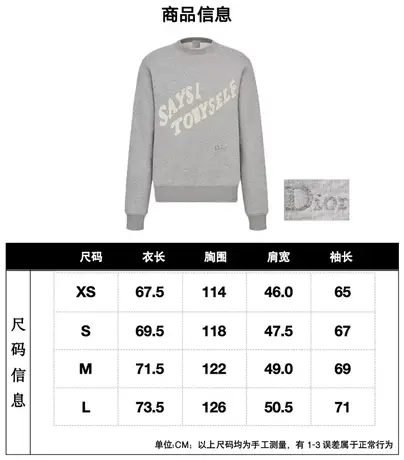 商品信息
SAYSI
TOMYSELF
Dior
Dior
尺码 衣长 胸围 肩宽 袖长
尺码信息
XS 67.5 114 46.0 65
S 69.5 118 47.5 67
M 71.5 122 49.0 69
L 73.5 126 50.5 71
单位:CM；以上尺码均为手工测量，有 1-3 误差属于正常行为